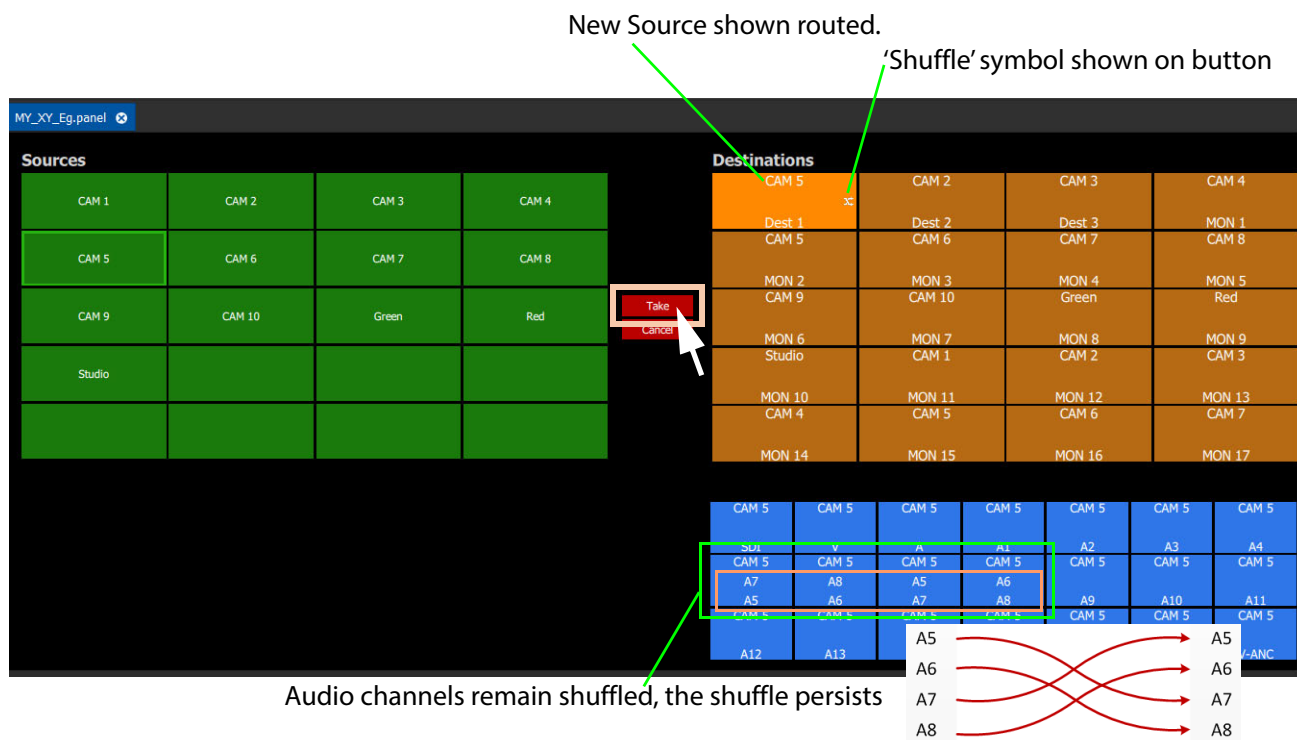 New Source shown routed.
‘Shuffle’ symbol shown on button
MY_XY_Eg.panel
Sources
Destinations
CAM 1 CAM 2 CAM 3 CAM 4
CAM 5 CAM 6 CAM 7 CAM 8
CAM 9 CAM 10 Green Red
Studio
Take
Cancel
CAM 5 CAM 2 CAM 3 CAM 4
Dest 1 Dest 2 Dest 3 MON 1
CAM 5 CAM 6 CAM 7 CAM 8
MON 2 MON 3 MON 4 MON 5
CAM 9 CAM 10 Green Red
MON 6 MON 7 MON 8 MON 9
Studio CAM 1 CAM 2 CAM 3
MON 10 MON 11 MON 12 MON 13
CAM 4 CAM 5 CAM 6 CAM 7
MON 14 MON 15 MON 16 MON 17
CAM 5 CAM 5 CAM 5 CAM 5 CAM 5 CAM 5 CAM 5
SDI V A A1 A2 A3 A4
CAM 5 CAM 5 CAM 5 CAM 5 CAM 5 CAM 5 CAM 5
A7 A8 A5 A6
A5 A6 A7 A8 A9 A10 A11
CAM 5 CAM 5 CAM 5 CAM 5 CAM 5 CAM 5 CAM 5
A12 A13 V-ANC
A5 A5
A6 A6
A7 A7
A8 A8
Audio channels remain shuffled, the shuffle persists